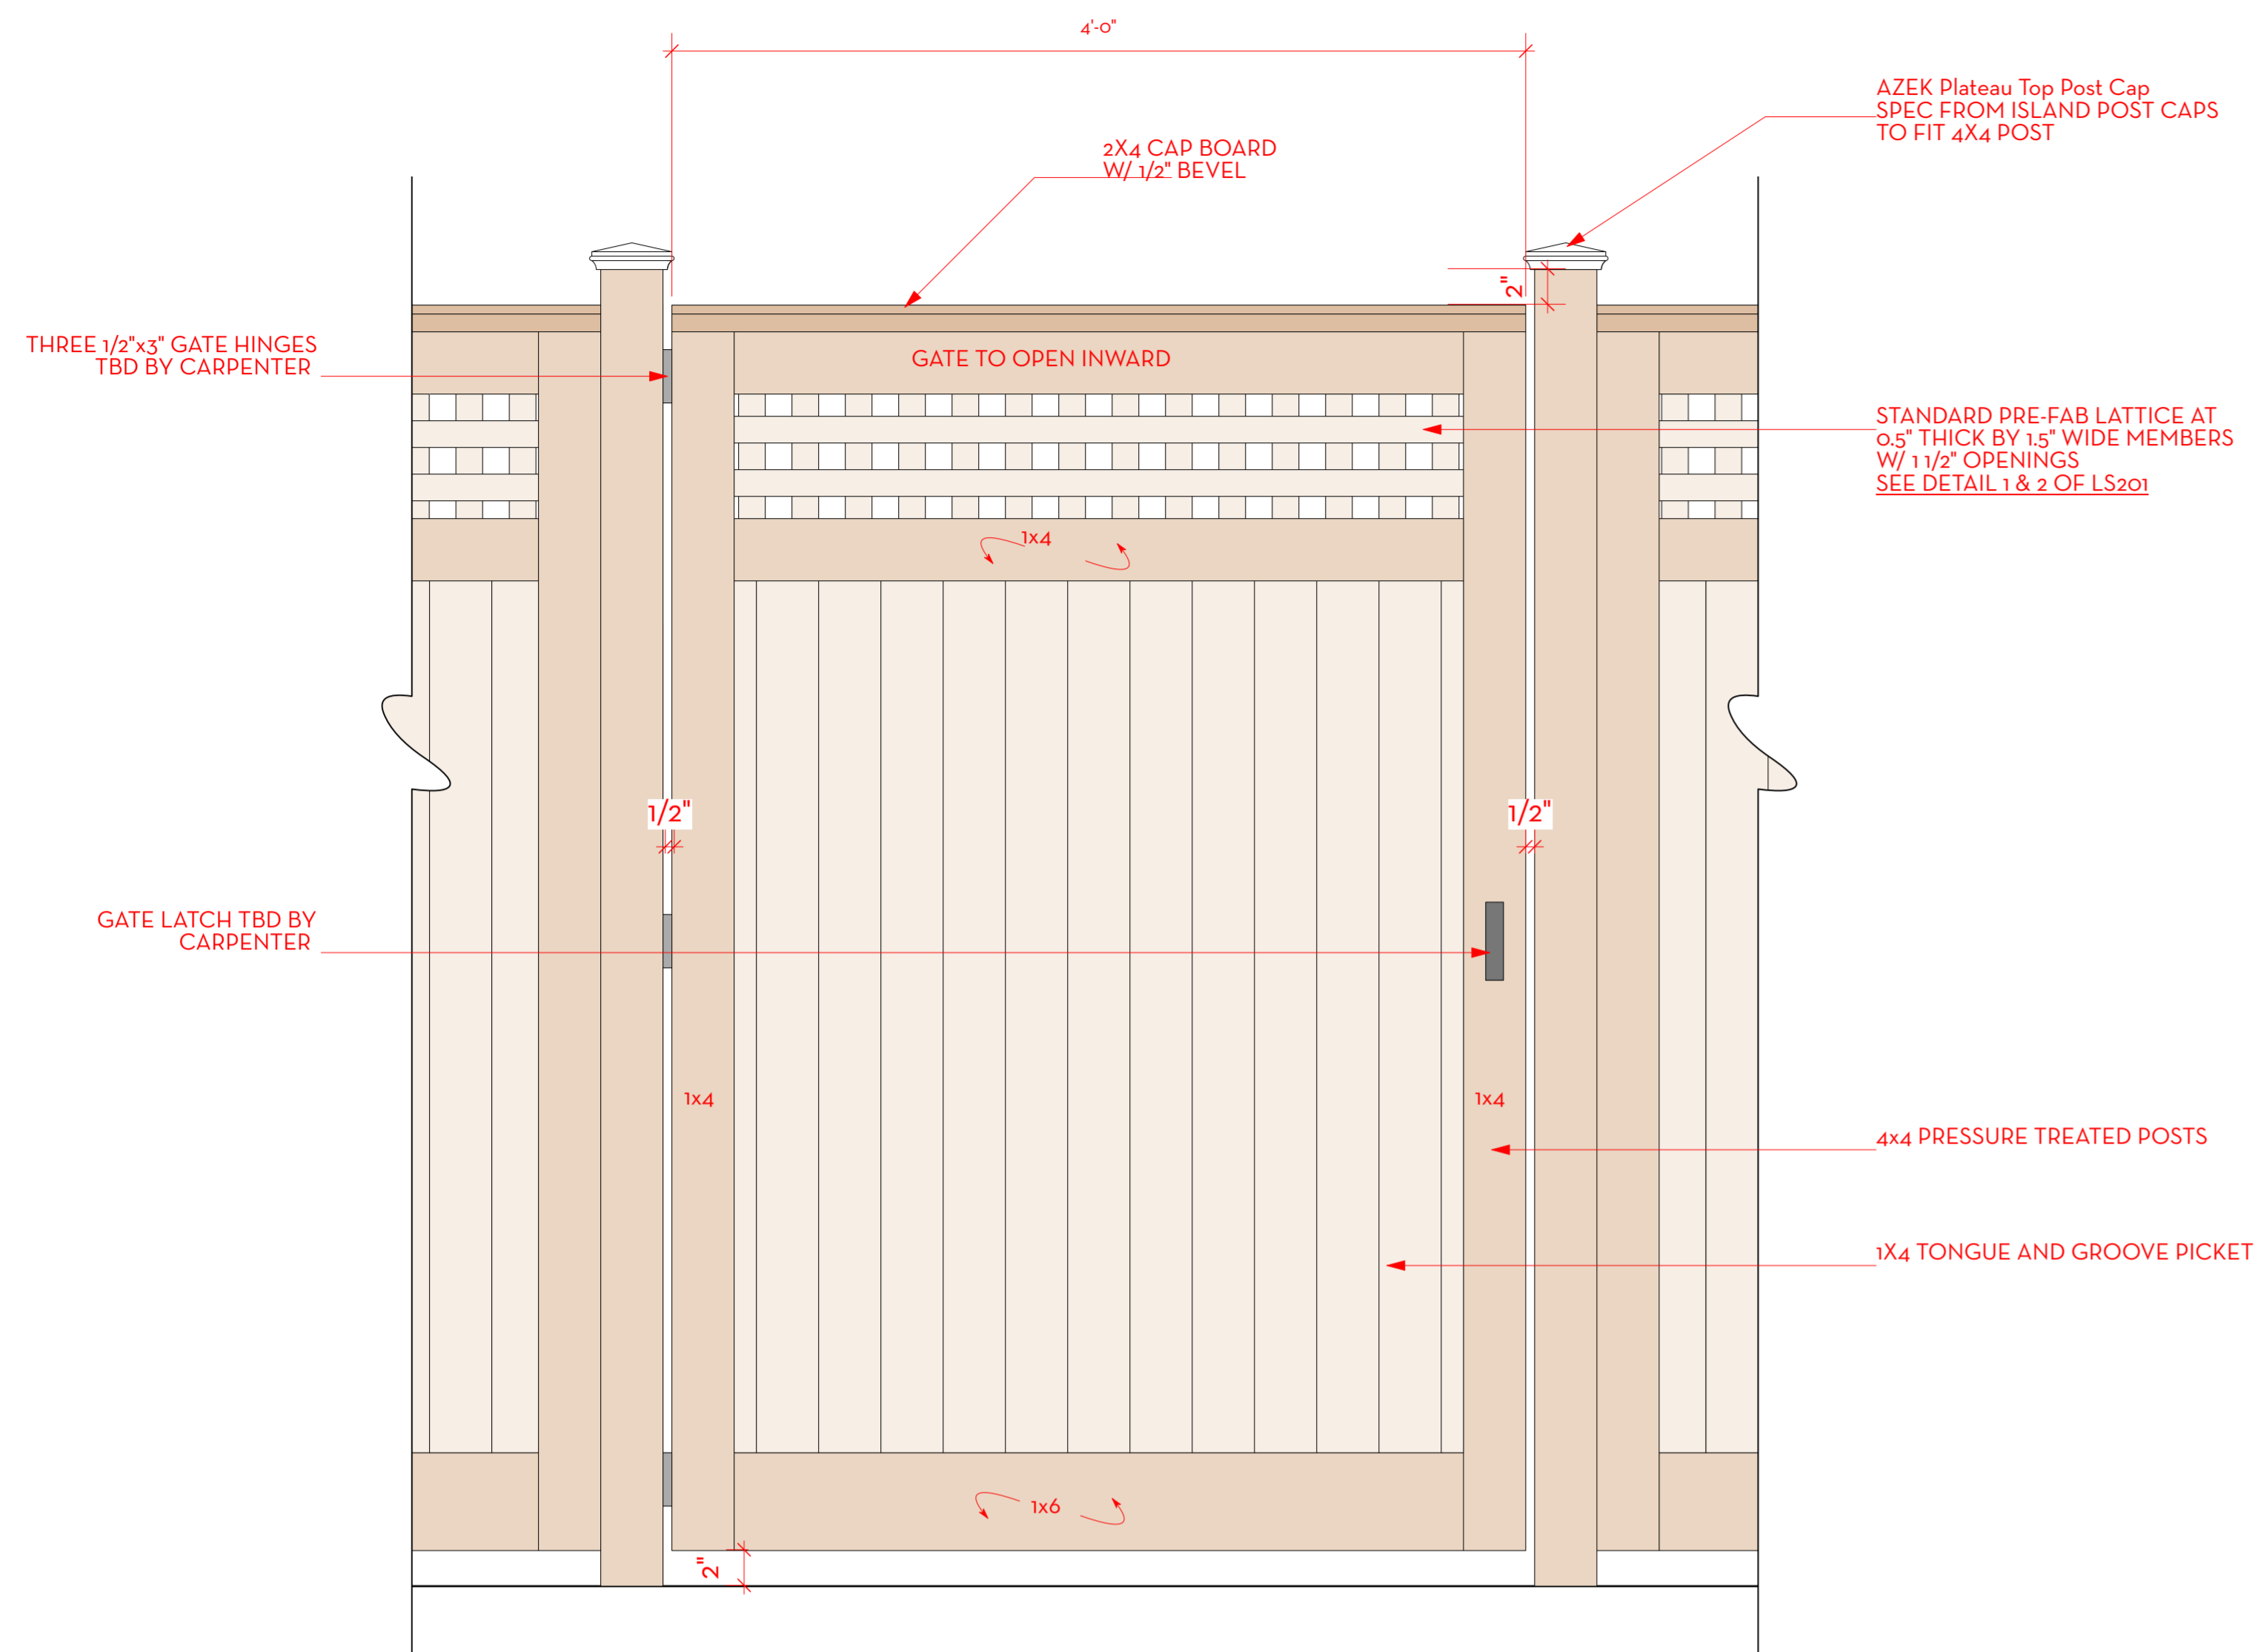 4'-0"
AZEK Plateau Top Post Cap
SPEC FROM ISLAND POST CAPS
TO FIT 4X4 POST
2X4 CAP BOARD
W/ 1/2" BEVEL
2"
THREE 1/2"x3" GATE HINGES
TBD BY CARPENTER
GATE TO OPEN INWARD
STANDARD PRE-FAB LATTICE AT
0.5" THICK BY 1.5" WIDE MEMBERS
W/ 1 1/2" OPENINGS
SEE DETAIL 1 & 2 OF LS201
1x4
1/2"
1/2"
GATE LATCH TBD BY
CARPENTER
1x4
1x4
4x4 PRESSURE TREATED POSTS
1X4 TONGUE AND GROOVE PICKET
1x6
2"